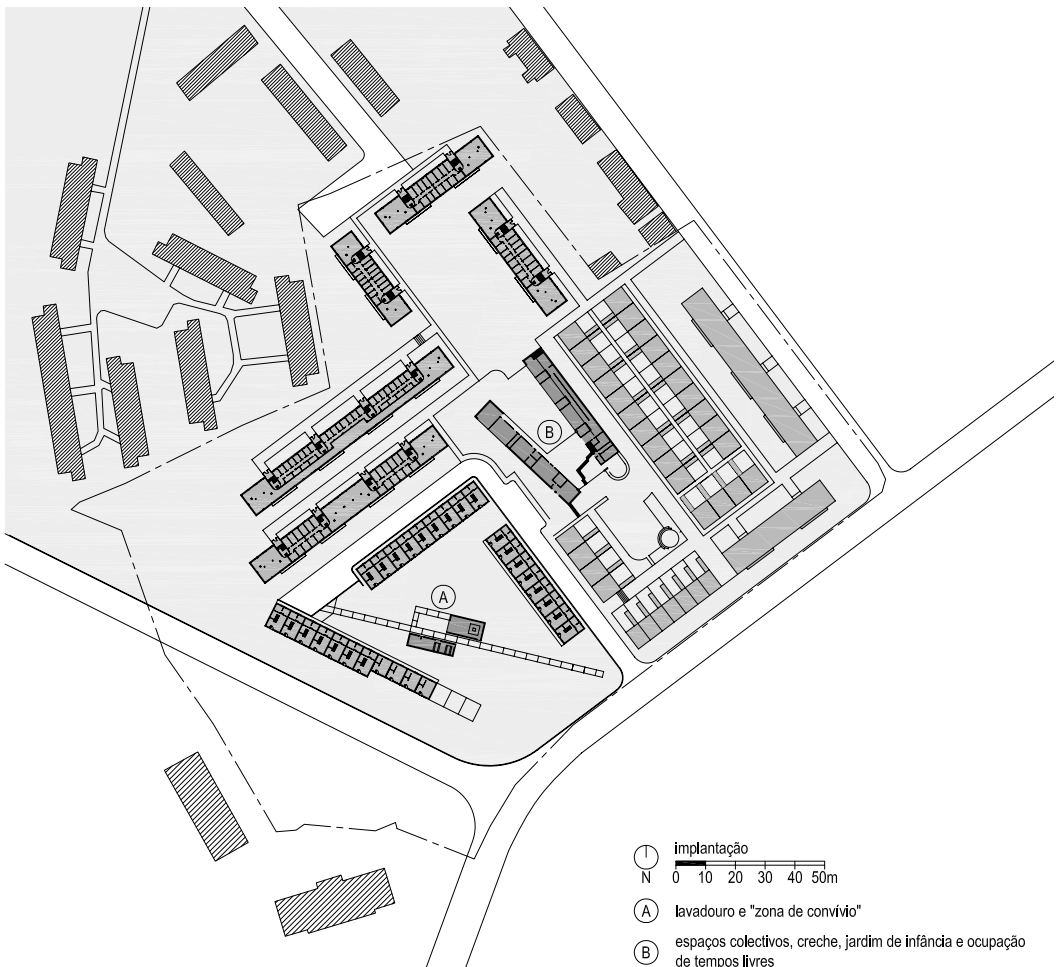 B
A
implantação
N 0 10 20 30 40 50m
A lavadouro e "zona de convívio"
B espaços colectivos, creche, jardim de infância e ocupação
de tempos livres